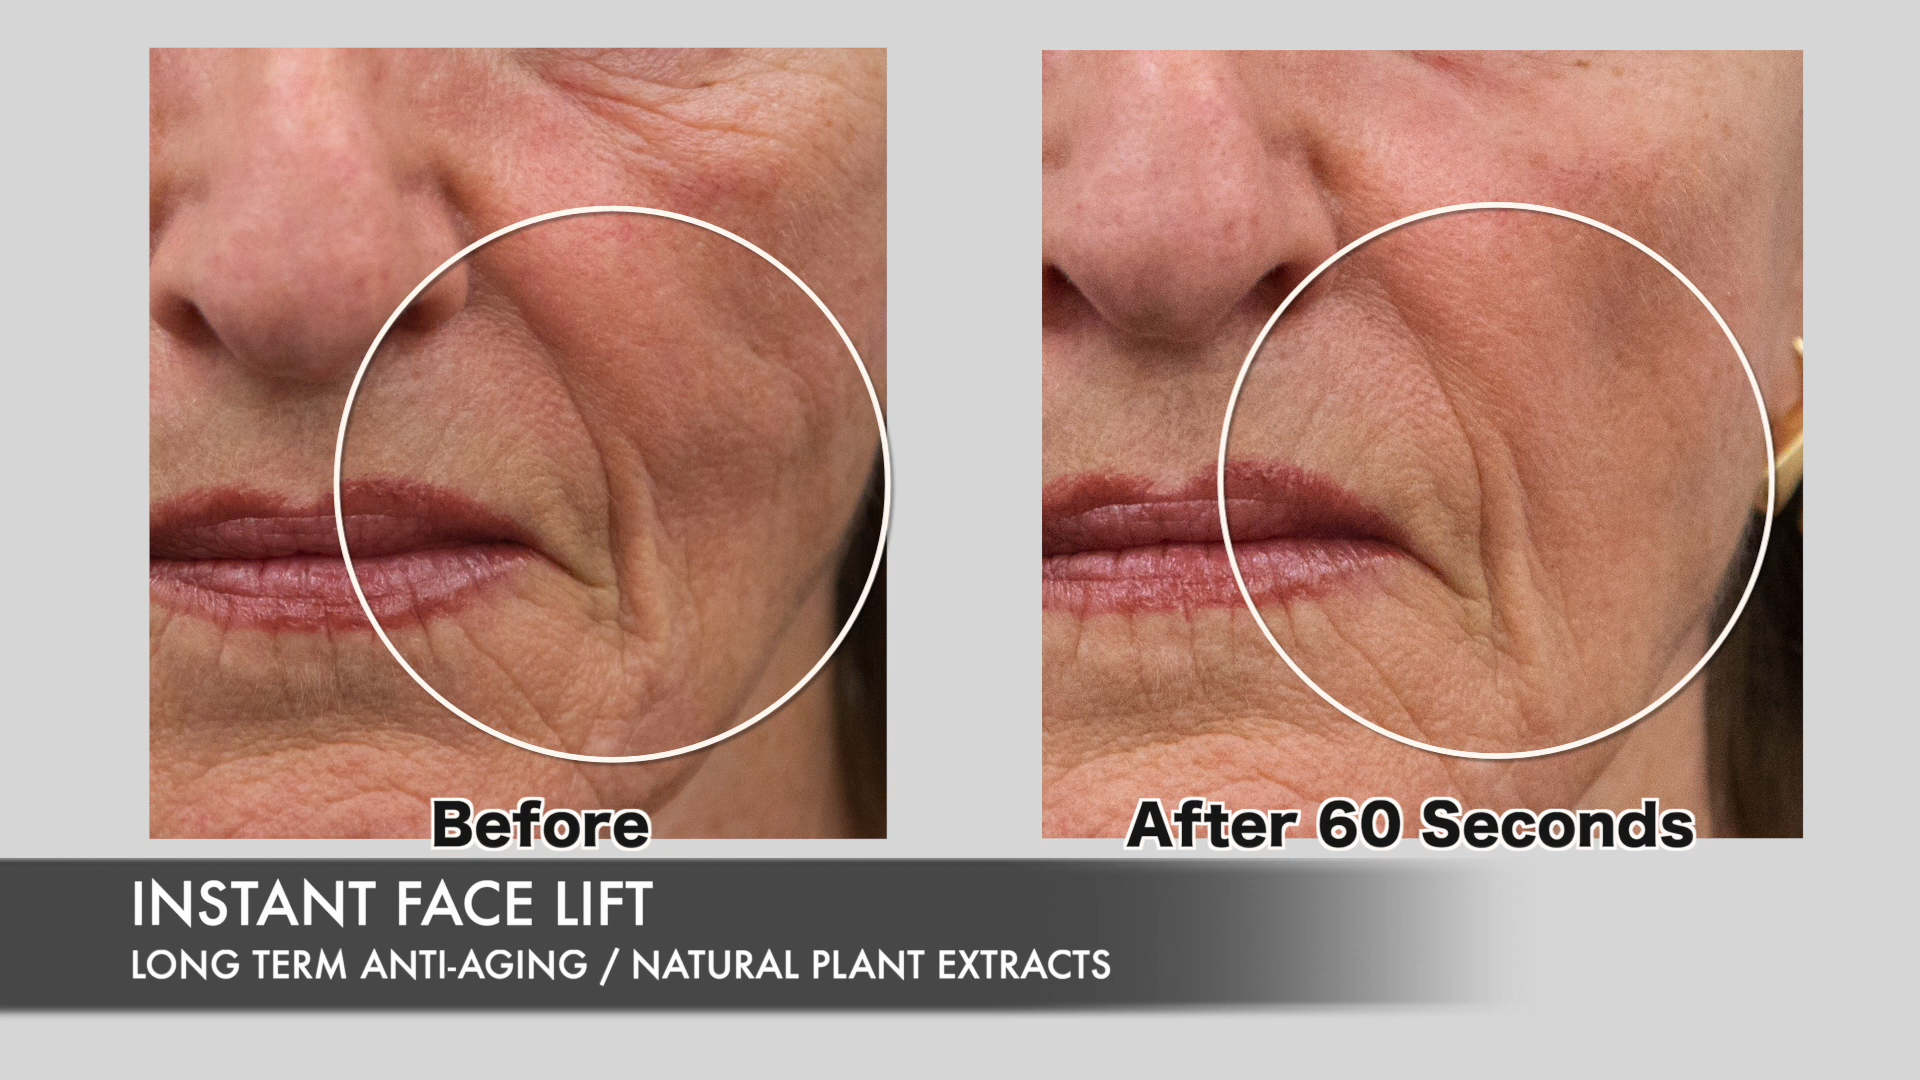 Before
After 60 Seconds
INSTANT FACE LIFT
LONG TERM ANTI-AGING / NATURAL PLANT EXTRACTS